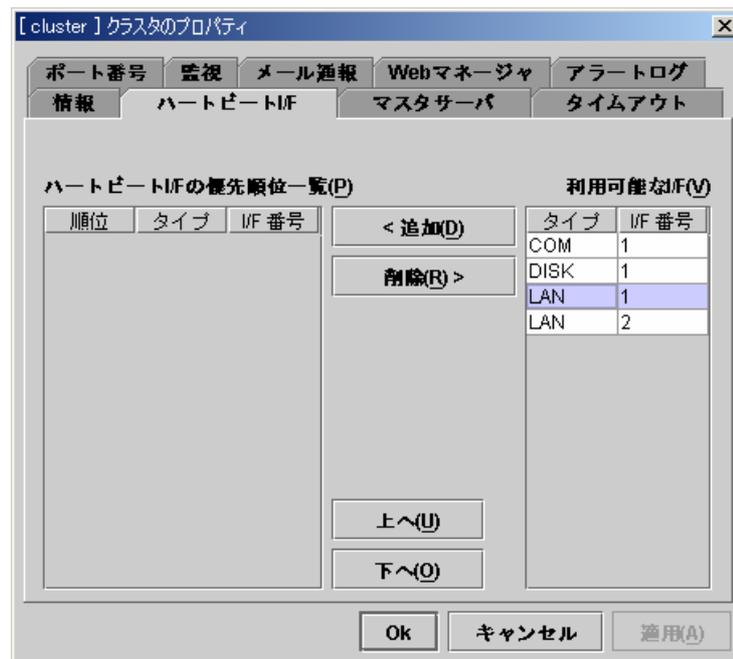 [ cluster ] クラスタのプロパティ
ポート番号 監視 メール通報 Webマネージャ アラートログ
情報 ハートビートI/F マスタサーバ タイムアウト
ハートビートI/Fの優先順位一覧(P) 利用可能なI/F(V)
順位 タイプ I/F 番号 < 追加(D) タイプ I/F 番号
COM 1
削除(R) > DISK 1
LAN 1
LAN 2
上へ(U)
下へ(O)
Ok キャンセル 適用(A)